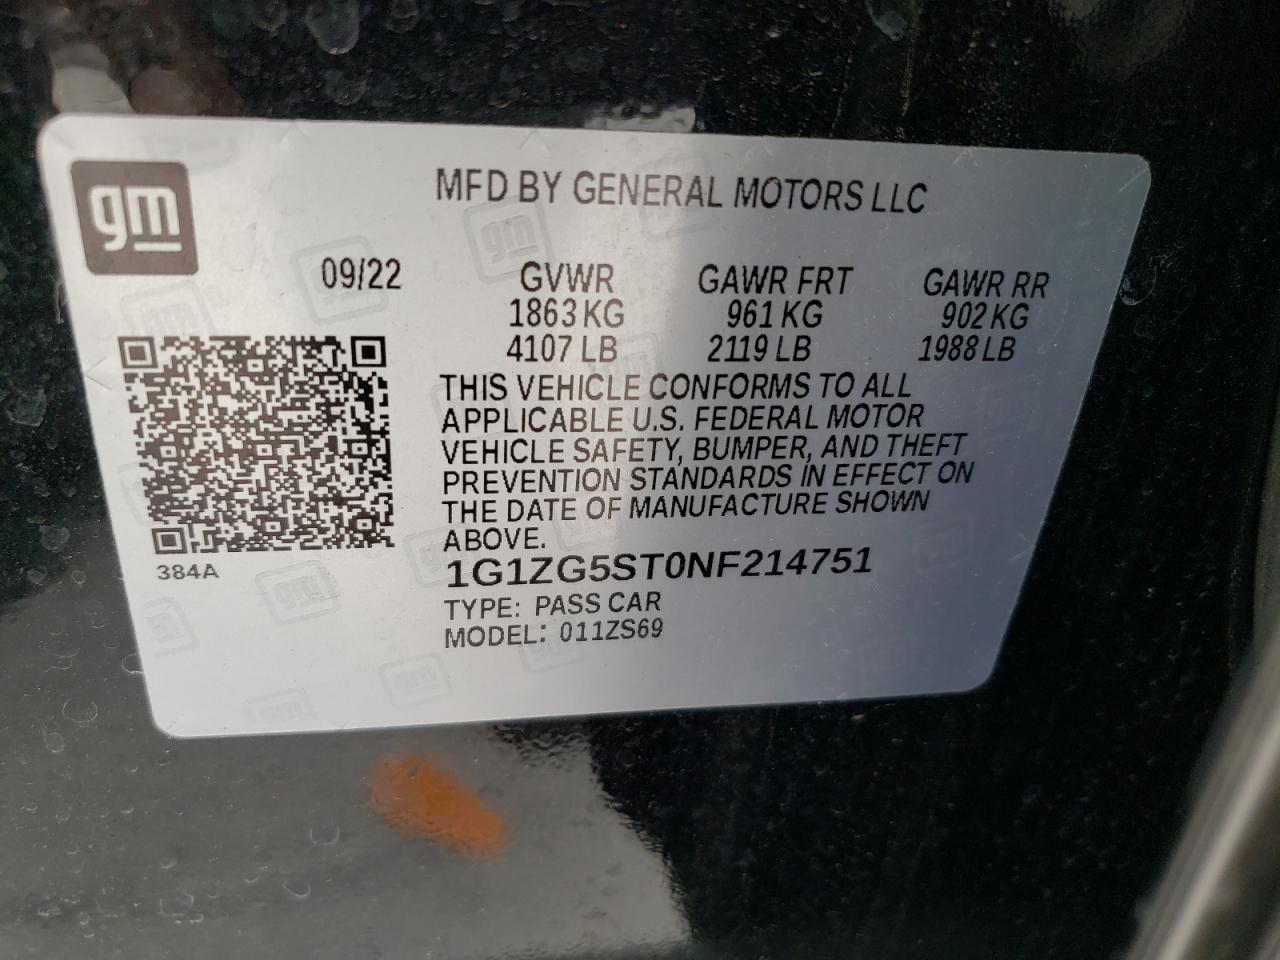 gm
MFD BY GENERAL MOTORS LLC
09/22 GVWR GAWR FRT GAWR RR
1863 KG 961 KG 902 KG
4107 LB 2119 LB 1988 LB
THIS VEHICLE CONFORMS TO ALL
APPLICABLE U.S. FEDERAL MOTOR
VEHICLE SAFETY, BUMPER, AND THEFT
PREVENTION STANDARDS IN EFFECT ON
THE DATE OF MANUFACTURE SHOWN
ABOVE.
384A
1G1ZG5ST0NF214751
TYPE: PASS CAR
MODEL: 011ZS69